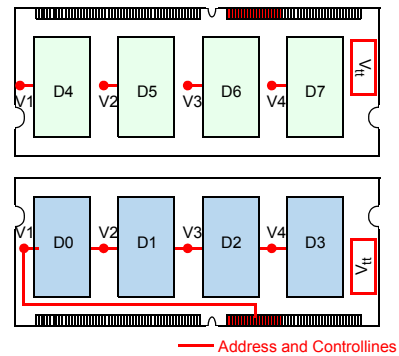 D4 D5 D6 D7 Vtt
V1 V2 V3 V4
V1 V2 V3 V4
D0 D1 D2 D3 Vtt
Address and Controllines